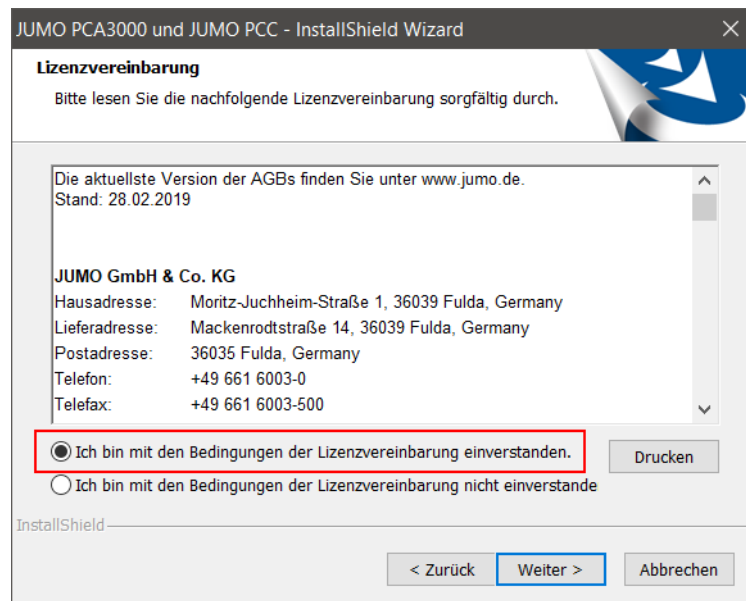 JUMO PCA3000 und JUMO PCC - InstallShield Wizard
Lizenzvereinbarung
Bitte lesen Sie die nachfolgende Lizenzvereinbarung sorgfältig durch.
Die aktuellste Version der AGBs finden Sie unter www.jumo.de.
Stand: 28.02.2019
JUMO GmbH & Co. KG
Hausadresse: Moritz-Juchheim-Straße 1, 36039 Fulda, Germany
Lieferadresse: Mackenrodtstraße 14, 36039 Fulda, Germany
Postadresse: 36035 Fulda, Germany
Telefon: +49 661 6003-0
Telefax: +49 661 6003-500
Ich bin mit den Bedingungen der Lizenzvereinbarung einverstanden.
Drucken
Ich bin mit den Bedingungen der Lizenzvereinbarung nicht einverstande
InstallShield
< Zurück Weiter > Abbrechen